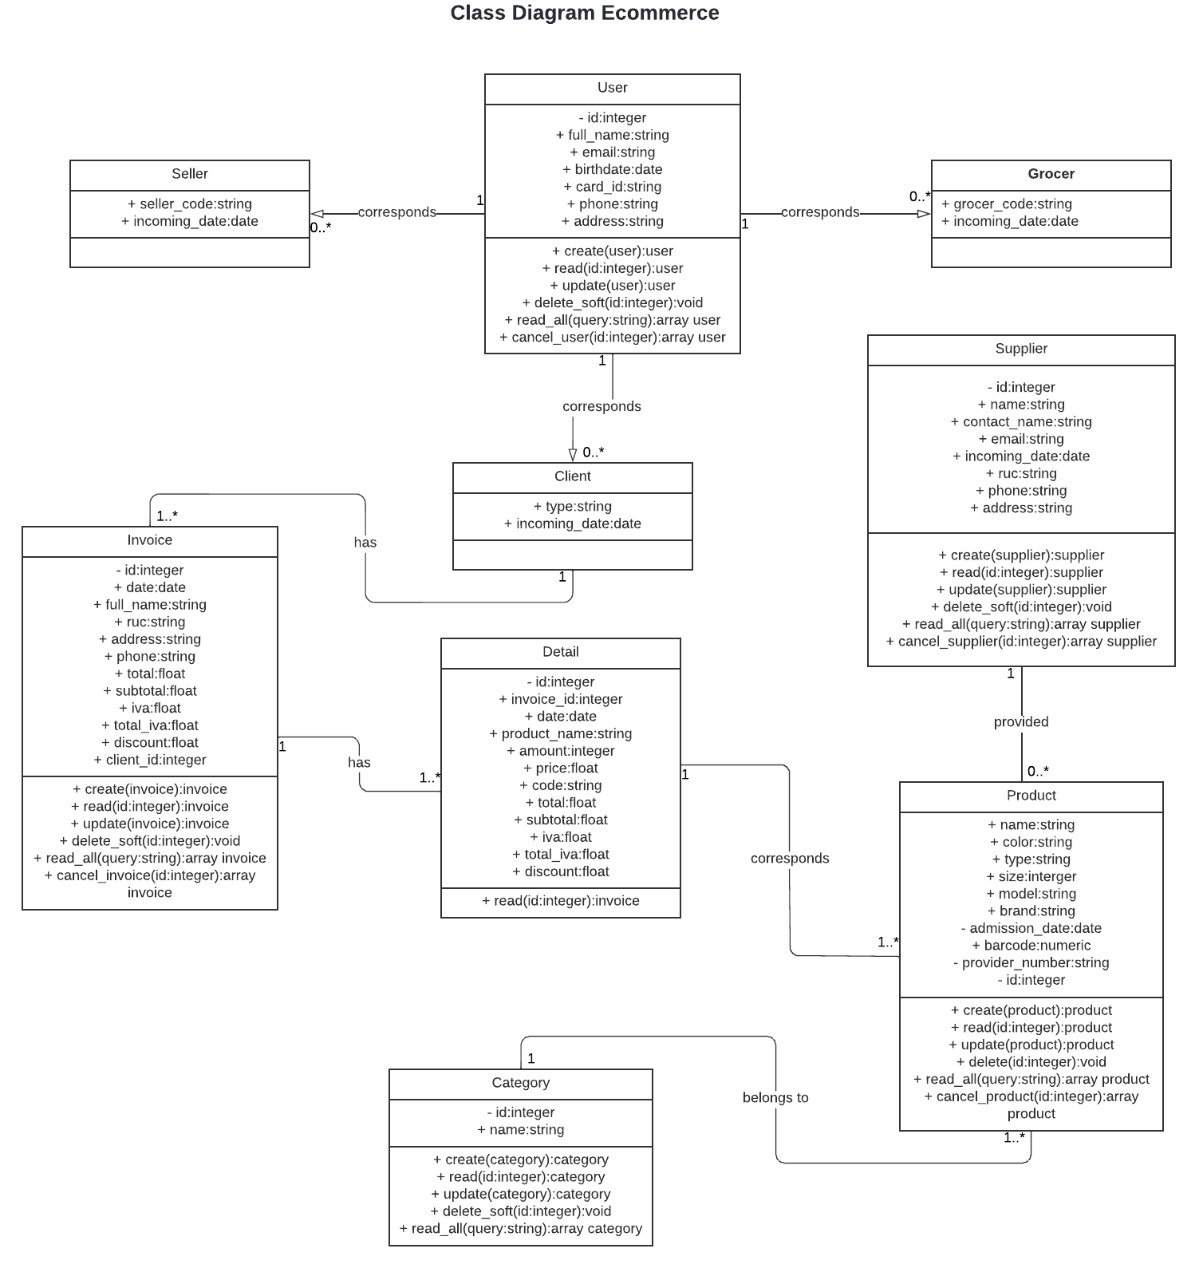 Class Diagram Ecommerce
User
- id:integer
+ full_name:string
+ email:string
+ birthdate:date
+ card_id:string
+ phone:string
+ address:string
+ create(user):user
+ read(id:integer):user
+ update(user):user
+ delete_soft(id:integer):void
+ read_all(query:string):array user
+ cancel_user(id:integer):array user
Seller
+ seller_code:string
+ incoming_date:date
0..*
corresponds
1
1
corresponds
0..*
Grocer
+ grocer_code:string
+ incoming_date:date
1
corresponds
0..*
Client
+ type:string
+ incoming_date:date
1
has
1..*
Supplier
- id:integer
+ name:string
+ contact_name:string
+ email:string
+ incoming_date:date
+ ruc:string
+ phone:string
+ address:string
+ create(supplier):supplier
+ read(id:integer):supplier
+ update(supplier):supplier
+ delete_soft(id:integer):void
+ read_all(query:string):array supplier
+ cancel_supplier(id:integer):array supplier
1
provided
0..*
Invoice
- id:integer
+ date:date
+ full_name:string
+ ruc:string
+ address:string
+ phone:string
+ total:float
+ subtotal:float
+ iva:float
+ total_iva:float
+ discount:float
+ client_id:integer
+ create(invoice):invoice
+ read(id:integer):invoice
+ update(invoice):invoice
+ delete_soft(id:integer):void
+ read_all(query:string):array invoice
+ cancel_invoice(id:integer):array
invoice
1
has
1..*
Detail
- id:integer
+ invoice_id:integer
+ date:date
+ product_name:string
+ amount:integer
+ price:float
+ code:string
+ total:float
+ subtotal:float
+ iva:float
+ total_iva:float
+ discount:float
+ read(id:integer):invoice
1
corresponds
1..*
Product
+ name:string
+ color:string
+ type:string
+ size:interger
+ model:string
+ brand:string
- admission_date:date
+ barcode:numeric
- provider_number:string
- id:integer
+ create(product):product
+ read(id:integer):product
+ update(product):product
+ delete(id:integer):void
+ read_all(query:string):array product
+ cancel_product(id:integer):array
product
1..*
belongs to
1
Category
- id:integer
+ name:string
+ create(category):category
+ read(id:integer):category
+ update(category):category
+ delete_soft(id:integer):void
+ read_all(query:string):array category